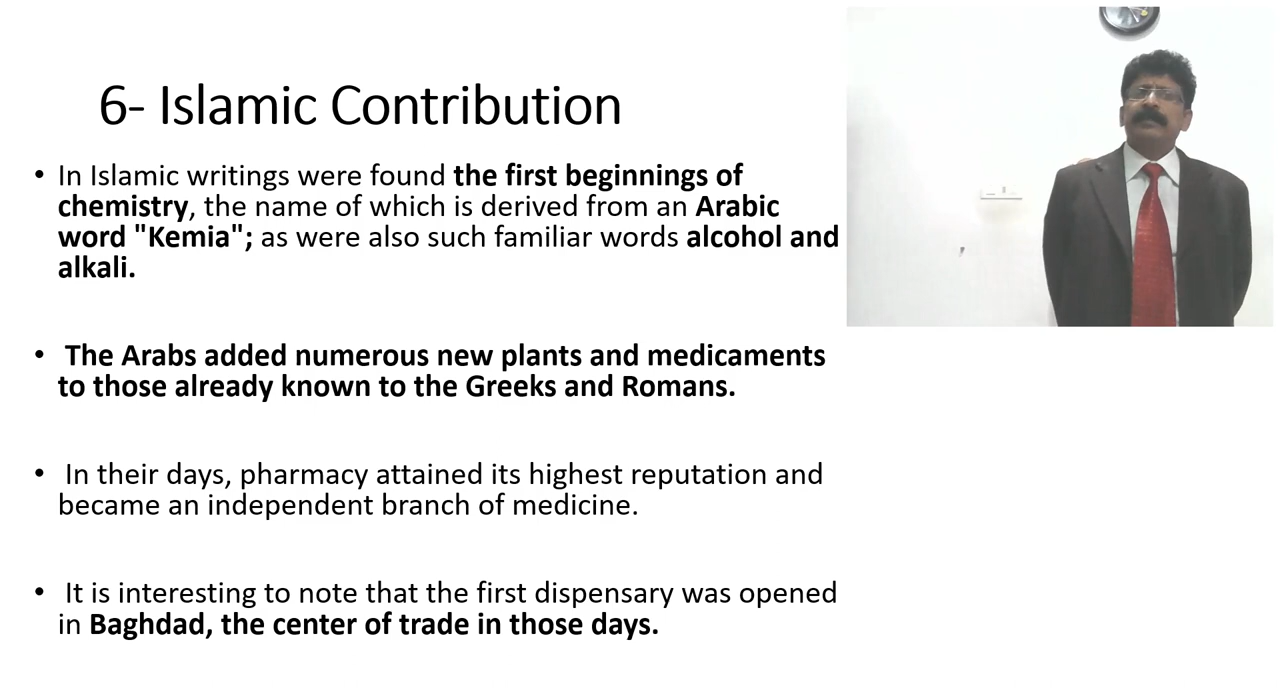 6- Islamic Contribution
• In Islamic writings were found the first beginnings of
chemistry, the name of which is derived from an Arabic
word "Kemia"; as were also such familiar words alcohol and
alkali.
• The Arabs added numerous new plants and medicaments
to those already known to the Greeks and Romans.
• In their days, pharmacy attained its highest reputation and
became an independent branch of medicine.
• It is interesting to note that the first dispensary was opened
in Baghdad, the center of trade in those days.